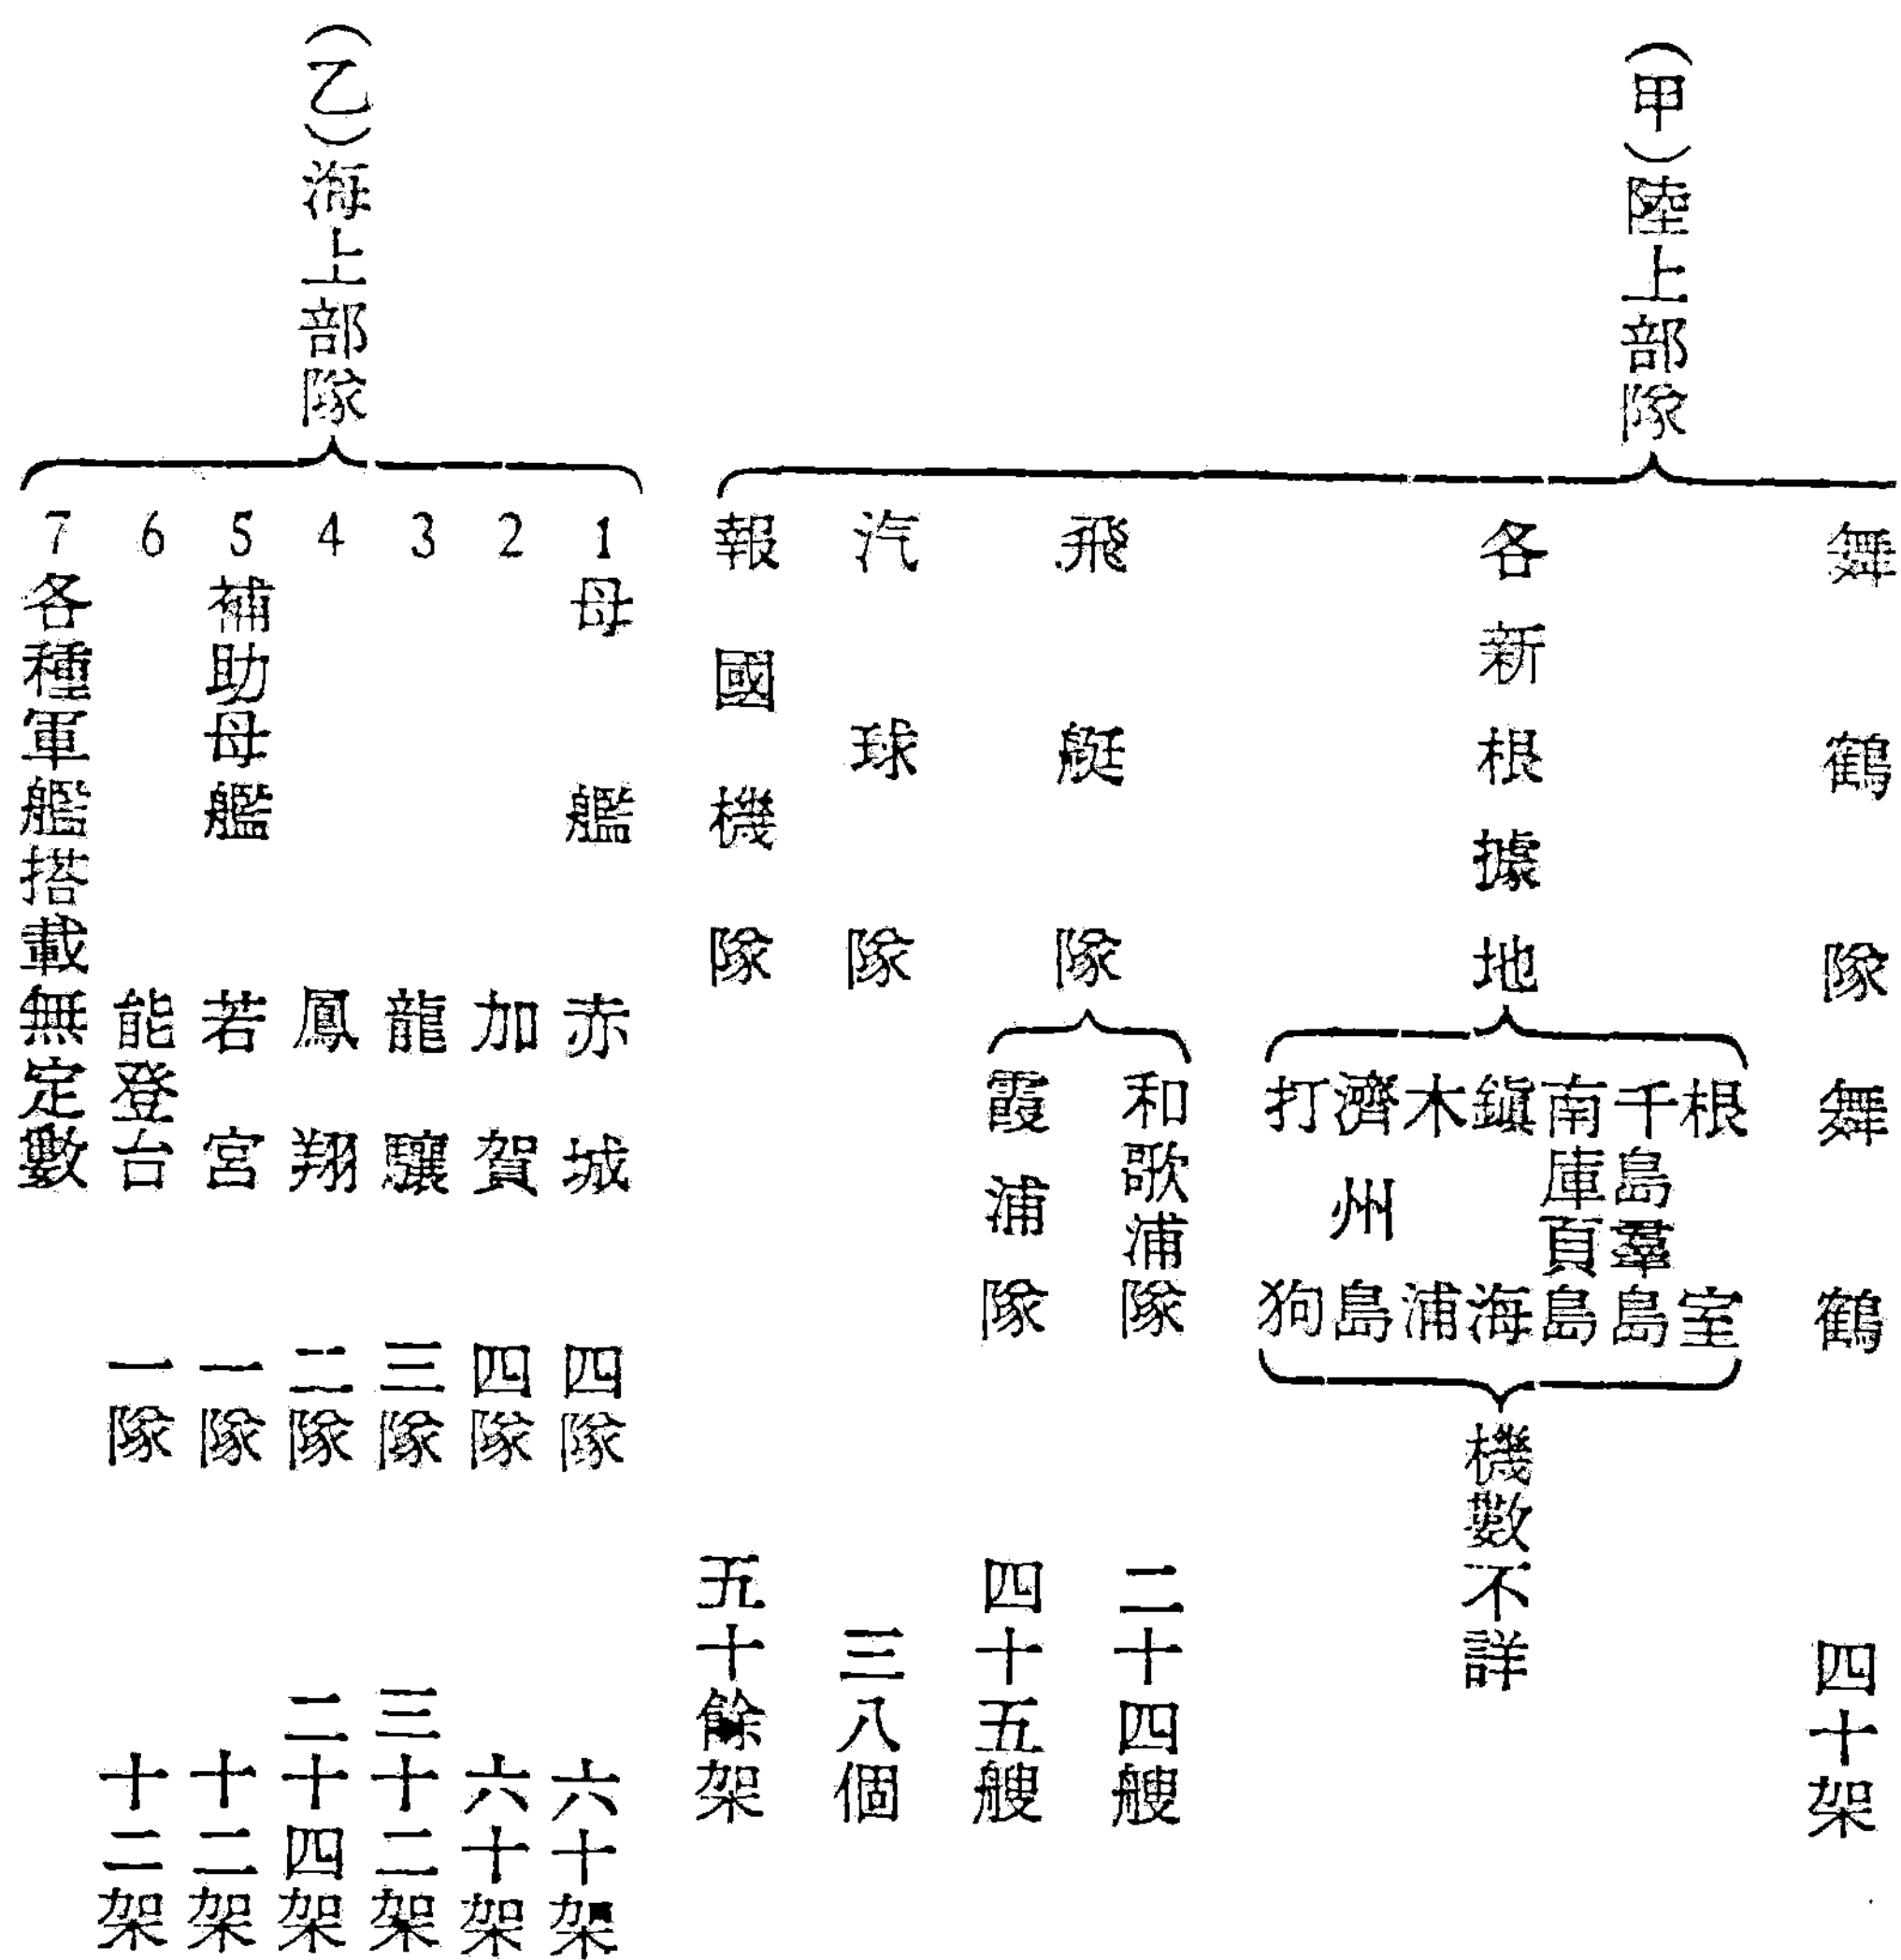 (甲)陸上部隊
舞鶴隊 舞鶴 四十架
各新根據地
根室
千島羣島
南庫頁島
鎭海
木浦
濟州島
打狗
機數不詳
飛艇隊
和歌浦隊 二十四艘
霞浦隊 四十五艘
汽球隊 三八個
報國機隊 五十餘架
(乙)海上部隊
1 母艦 赤城 四隊 六十架
2 加賀 四隊 六十架
3 龍驤 三隊 三十二架
4 鳳翔 二隊 二十四架
5 補助母艦 若宮 一隊 十二架
6 能登台 一隊 十二架
7 各種軍艦搭載無定數